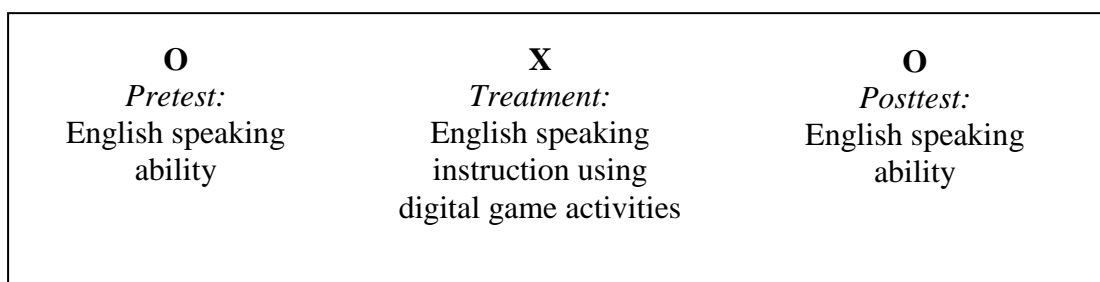 O
Pretest:
English speaking
ability
X
Treatment:
English speaking
instruction using
digital game activities
O
Posttest:
English speaking
ability